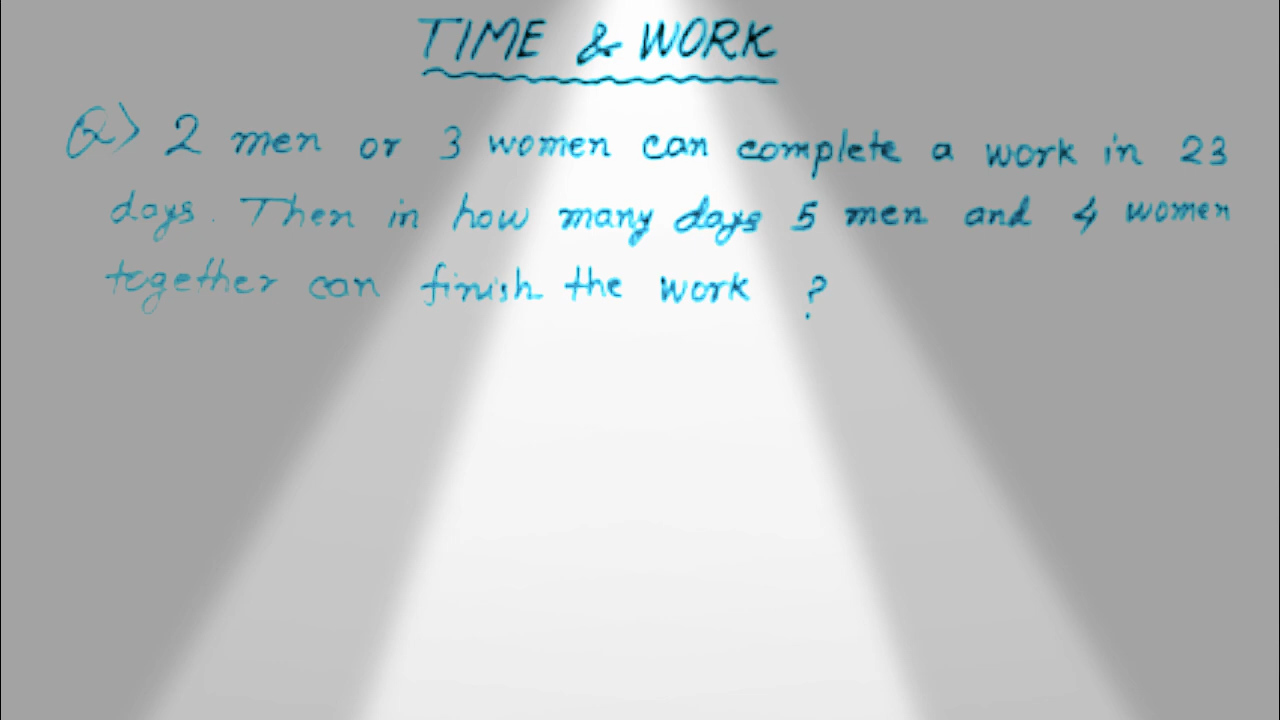 TIME & WORK
Q> 2 men or 3 women can complete a work in 23
days. Then in how many days 5 men and 4 women
together can finish the work ?